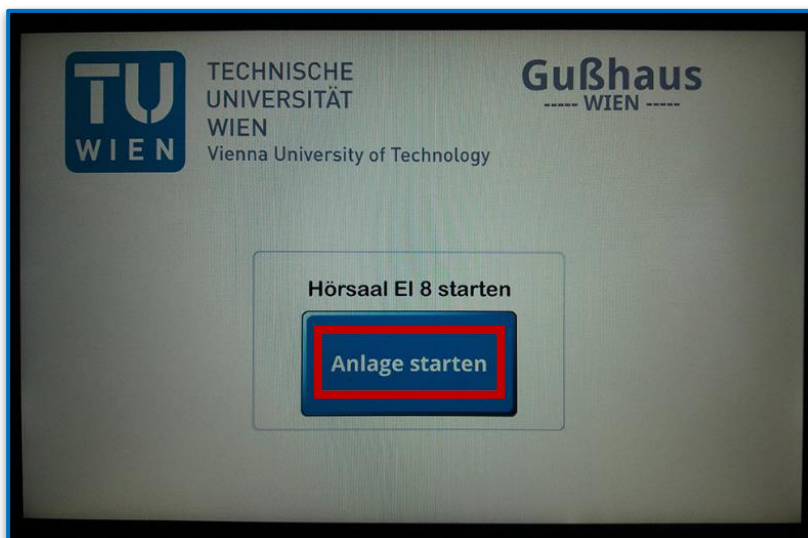 TU
WIEN
TECHNISCHE
UNIVERSITÄT
WIEN
Vienna University of Technology
Gußhaus
----- WIEN -----
Hörsaal EI 8 starten
Anlage starten